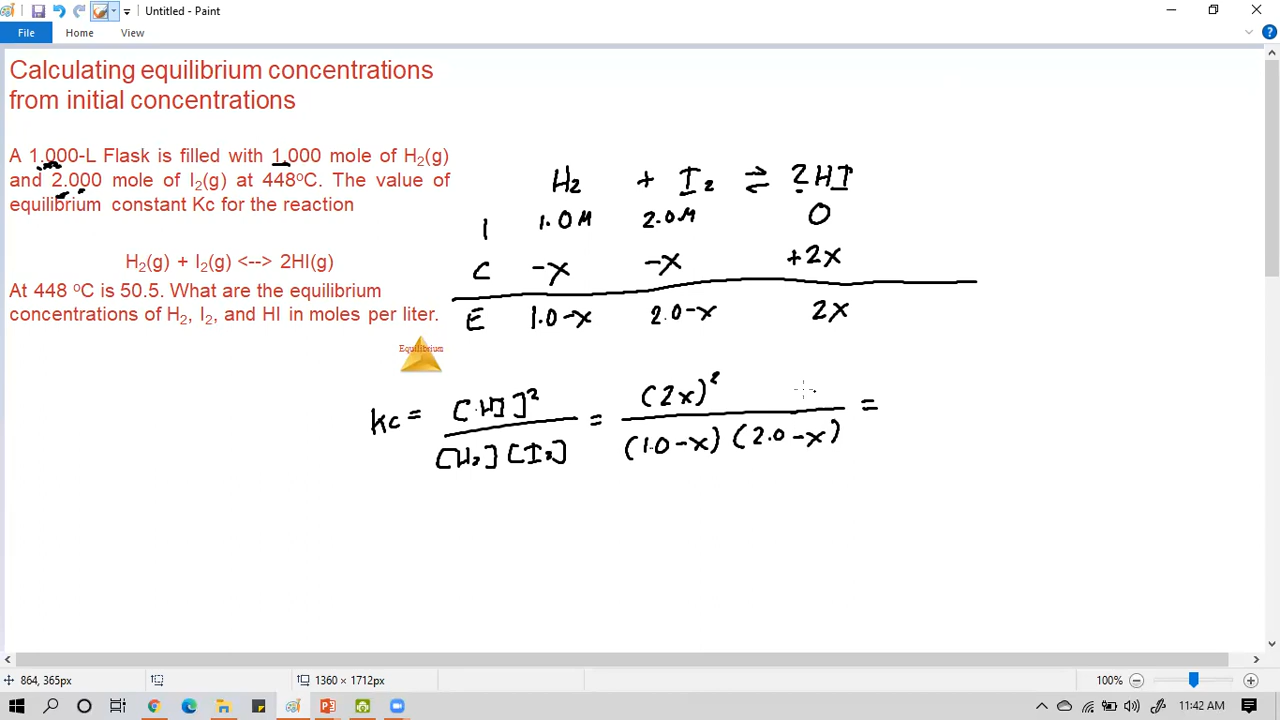 Untitled - Paint
File Home View
Calculating equilibrium concentrations
from initial concentrations
A 1.000-L Flask is filled with 1.000 mole of H₂(g)
and 2.000 mole of I₂(g) at 448ºC. The value of
equilibrium constant Kc for the reaction
H₂(g) + I₂(g) <--> 2HI(g)
At 448 ºC is 50.5. What are the equilibrium
concentrations of H₂, I₂, and HI in moles per liter.
Equilibrium
H₂ + I₂ ⇌ 2HI
I 1.0M 2.0M 0
C -x -x +2x
E 1.0-x 2.0-x 2x
Kc = [HI]² / [H₂][I₂] = (2x)² / (1.0-x)(2.0-x) =
864, 365px 1360 × 1712px 100%
11:42 AM